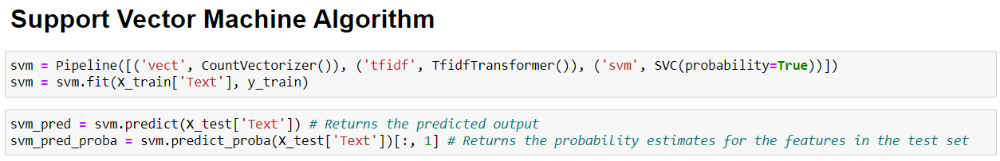 Support Vector Machine Algorithm
svm = Pipeline([('vect', CountVectorizer()), ('tfidf', TfidfTransformer()), ('svm', SVC(probability=True))])
svm = svm.fit(X_train['Text'], y_train)
svm_pred = svm.predict(X_test['Text']) # Returns the predicted output
svm_pred_proba = svm.predict_proba(X_test['Text'])[:, 1] # Returns the probability estimates for the features in the test set